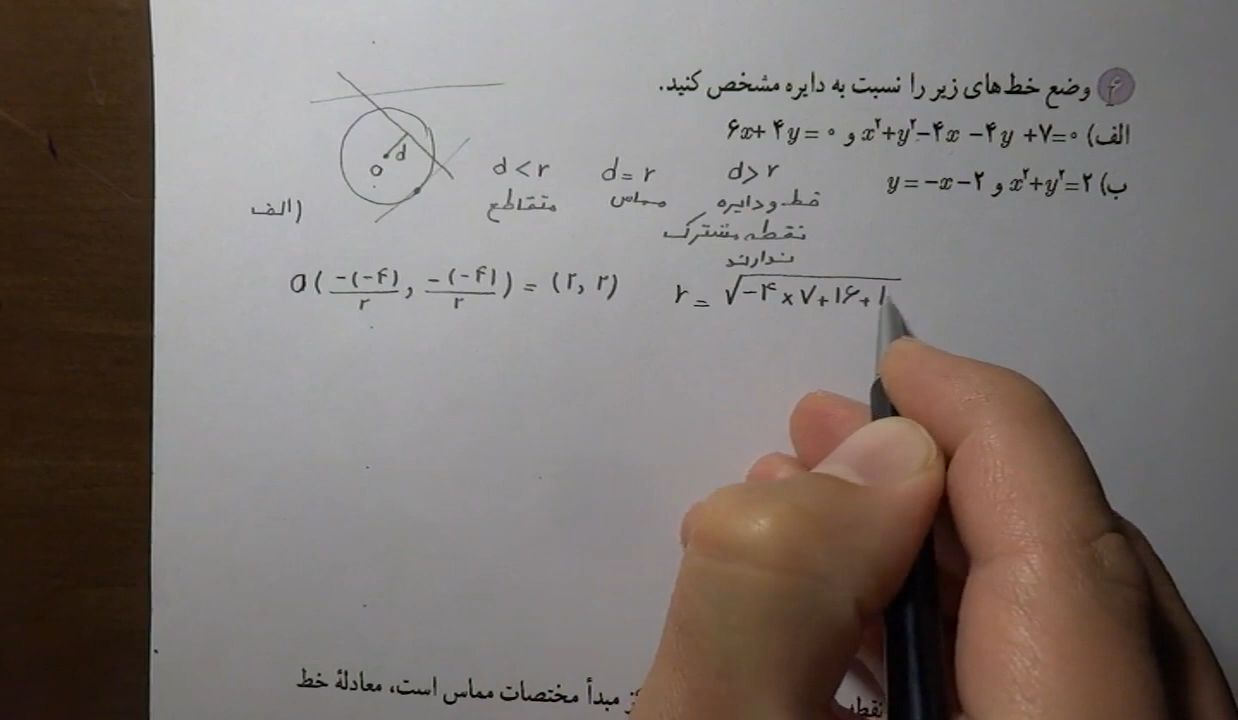 ۴ وضع خط‌های زیر را نسبت به دایره مشخص کنید.
الف) x²+y²-۴x-۴y+۷=۰ و ۶x+۴y=۰
ب) x²+y²=۲ و y=-x-۲
O d
d<r d=r d>r
متقاطع مماس خط و دایره
نقطه مشترک
ندارند
الف)
O(-(-۴)/۲, -(-۴)/۲) = (۲, ۲) r = √-۴×۷+۱۶+۱
مبدأ مختصات مماس است، معادلهٔ خط